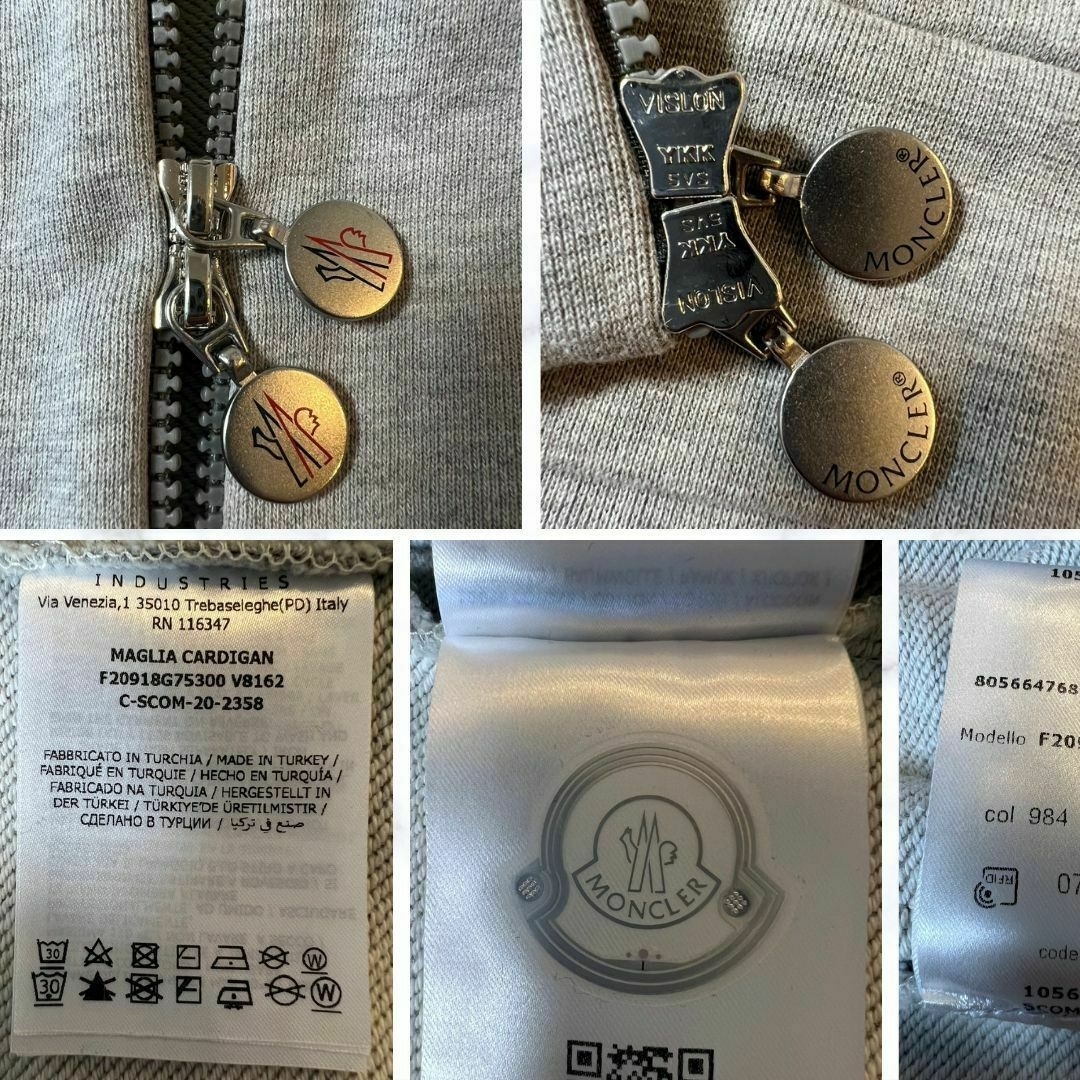 VISLON
YKK
SVS
SVS
YKK
VISLON
MONCLER®
MONCLER®
INDUSTRIES
Via Venezia,1 35010 Trebaseleghe(PD) Italy
RN 116347
MAGLIA CARDIGAN
F20918G75300 V8162
C-SCOM-20-2358
FABBRICATO IN TURCHIA / MADE IN TURKEY /
FABRIQUÉ EN TURQUIE / HECHO EN TURQUÍA /
FABRICADO NA TURQUIA / HERGESTELLT IN
DER TÜRKEI / TÜRKIYE'DE ÜRETILMISTIR /
СДЕЛАНО В ТУРЦИИ / صنع في تركيا
30
W
30
W
MONCLER
105
805664768
Modello F209
col 984
RFID
07
code
1056
SCOM